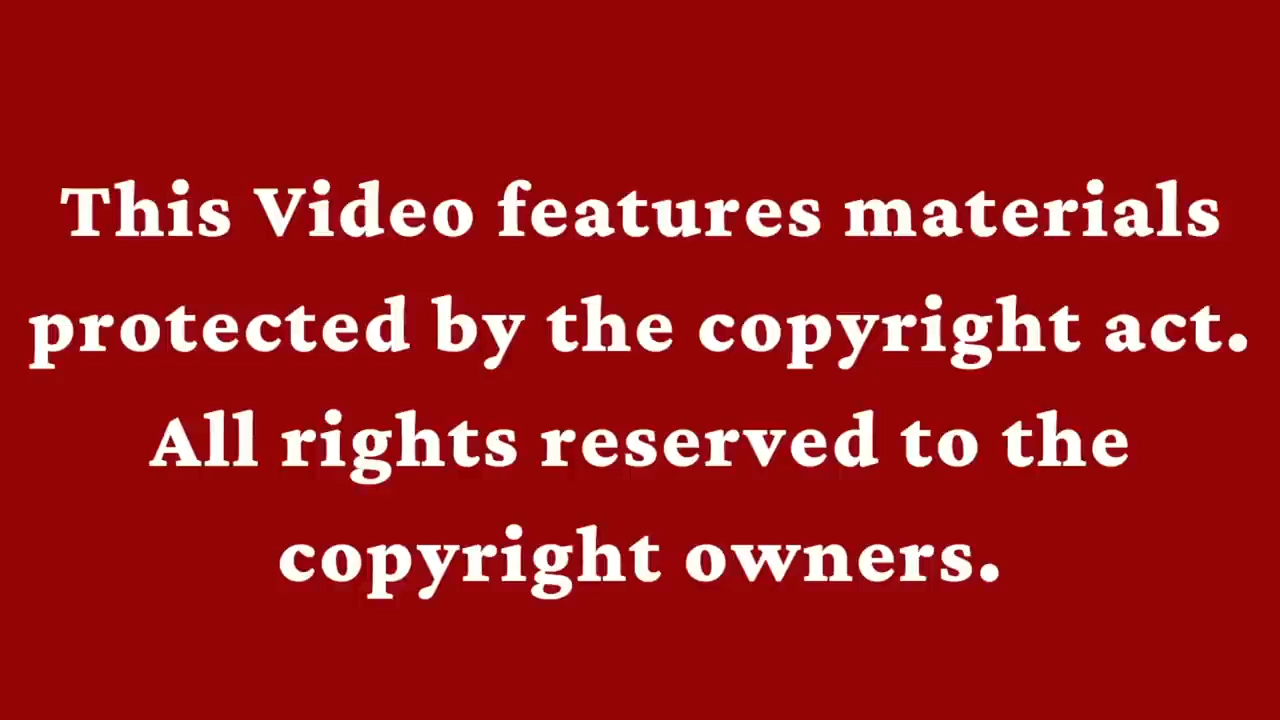 This Video features materials
protected by the copyright act.
All rights reserved to the
copyright owners.